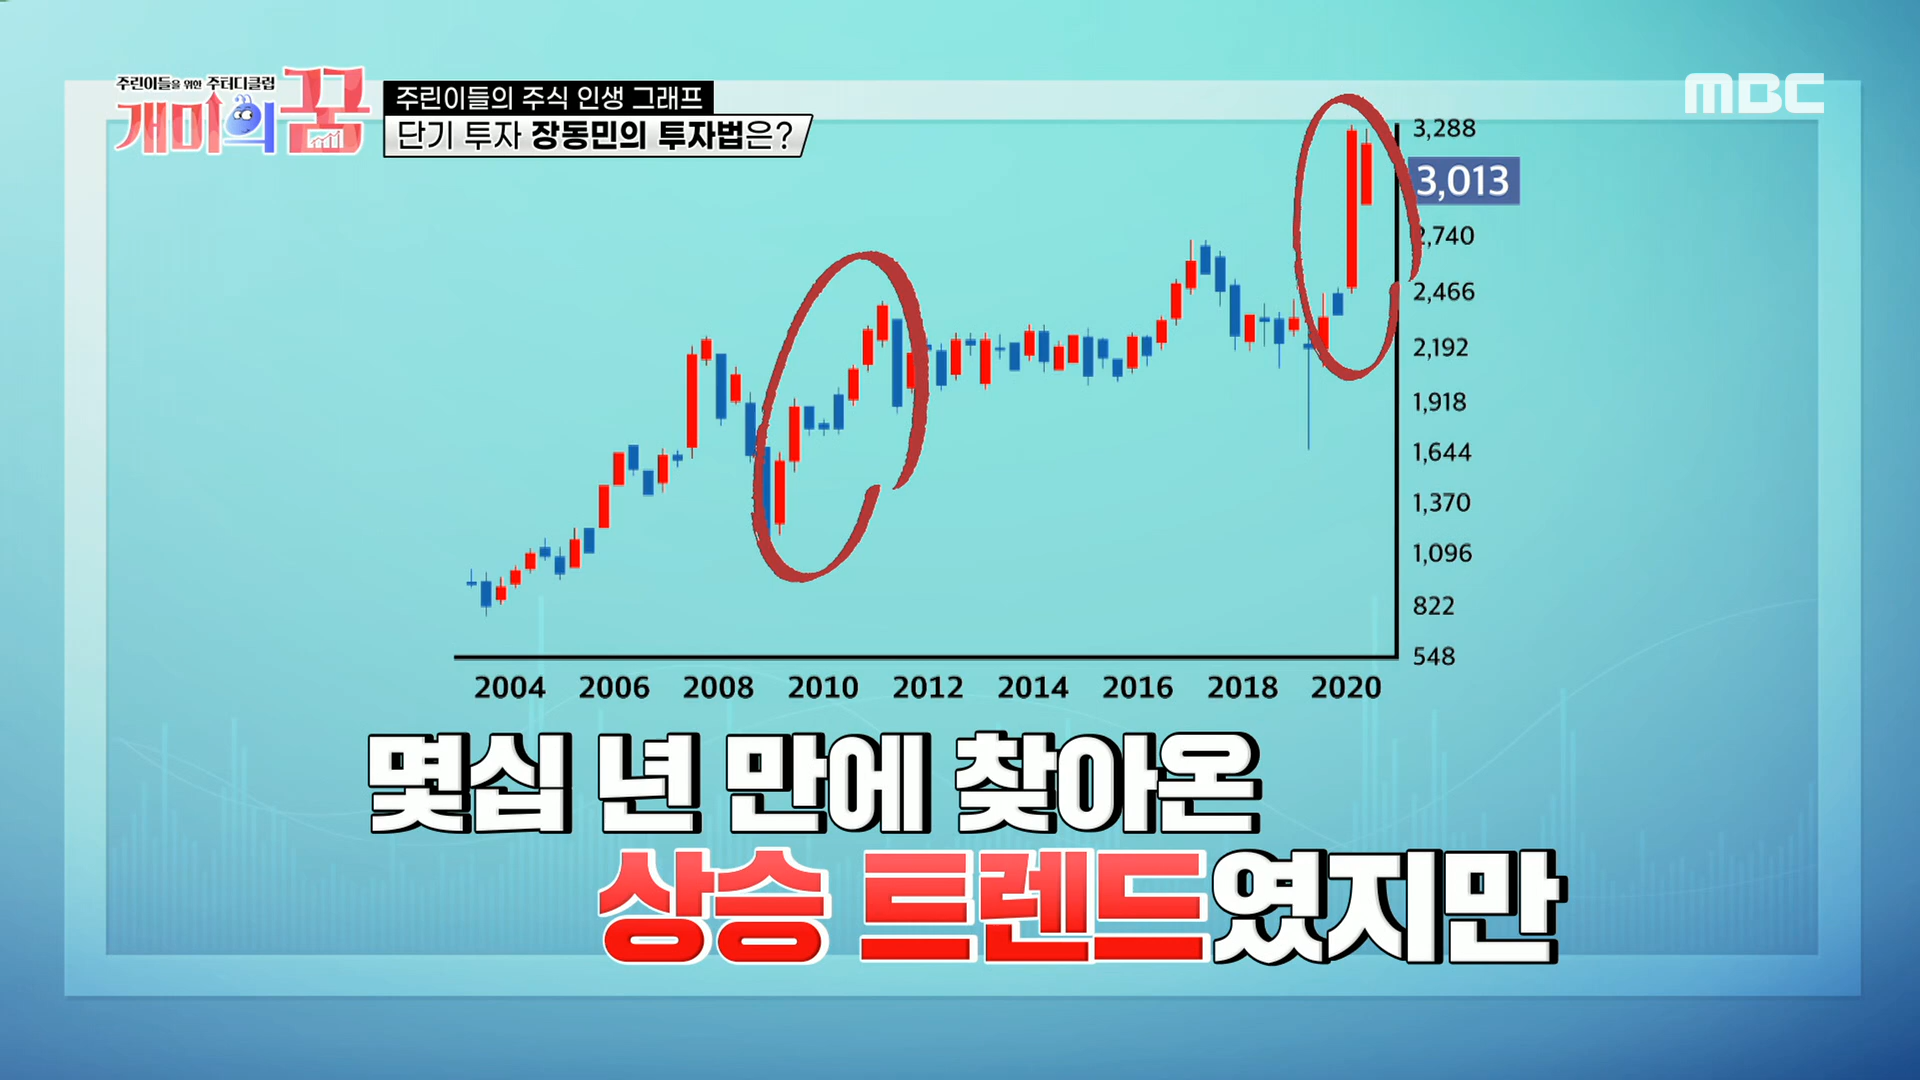 주린이들을 위한 주터디클럽
개미의 꿈
주린이들의 주식 인생 그래프
단기 투자 장동민의 투자법은?
MBC
3,288
3,013
2,740
2,466
2,192
1,918
1,644
1,370
1,096
822
548
2004 2006 2008 2010 2012 2014 2016 2018 2020
몇십 년 만에 찾아온
상승 트렌드였지만